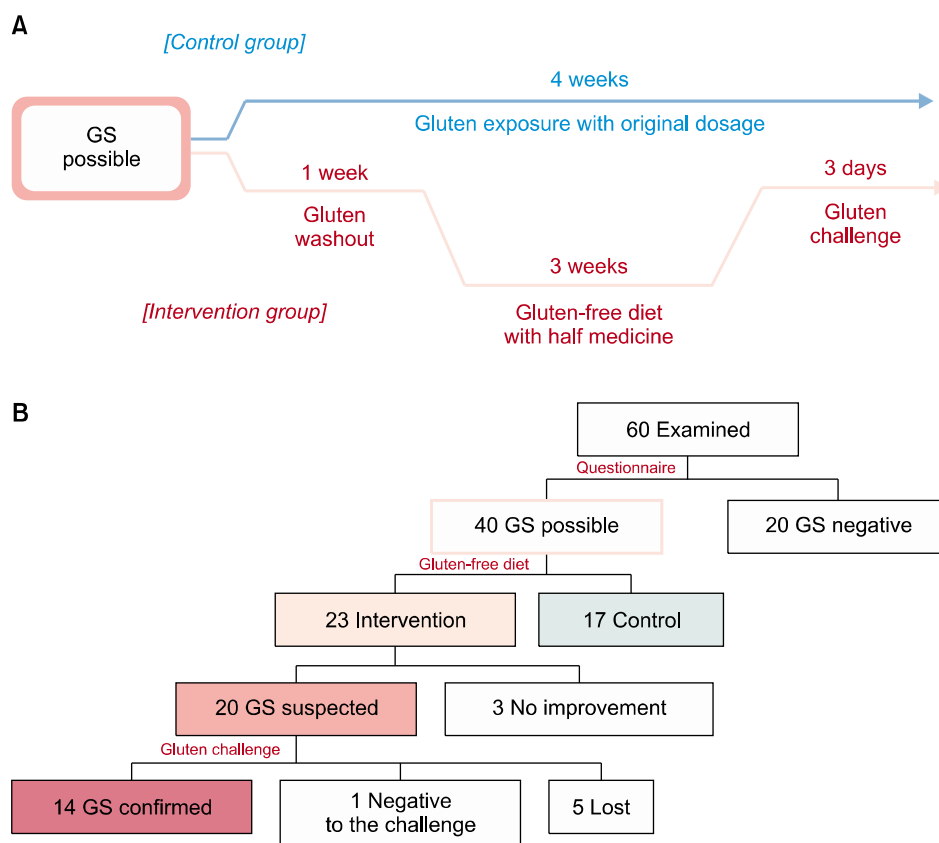 A
[Control group]
4 weeks
Gluten exposure with original dosage
GS
possible
1 week
Gluten
washout
3 days
Gluten
challenge
3 weeks
Gluten-free diet
with half medicine
[Intervention group]
B
60 Examined
Questionnaire
40 GS possible
20 GS negative
Gluten-free diet
23 Intervention
17 Control
20 GS suspected
3 No improvement
Gluten challenge
14 GS confirmed
1 Negative
to the challenge
5 Lost